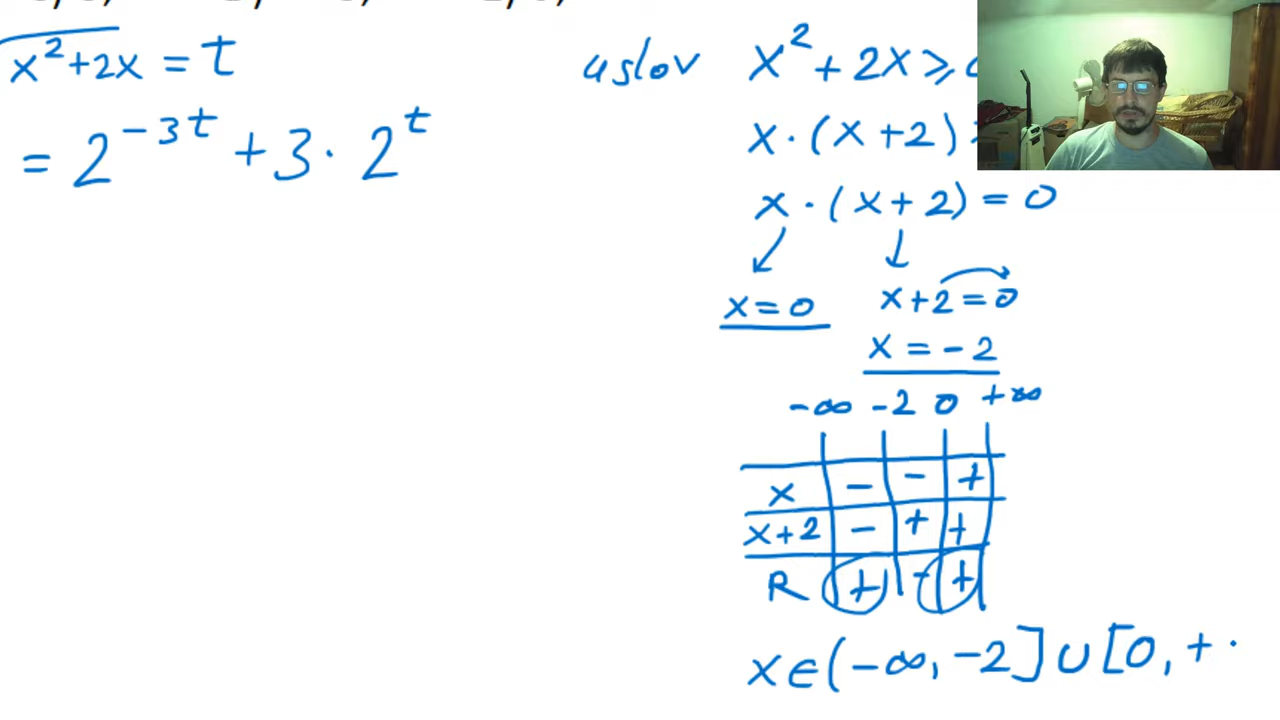 x²+2x = t
= 2^{-3t} + 3 · 2^t
uslov x² + 2x ≥
x · (x + 2)
x · (x + 2) = 0
x = 0
x + 2 = 0
x = -2
-∞ -2 0 +∞
x - - +
x+2 - + +
R + - +
x ∈ (-∞, -2] ∪ [0, +